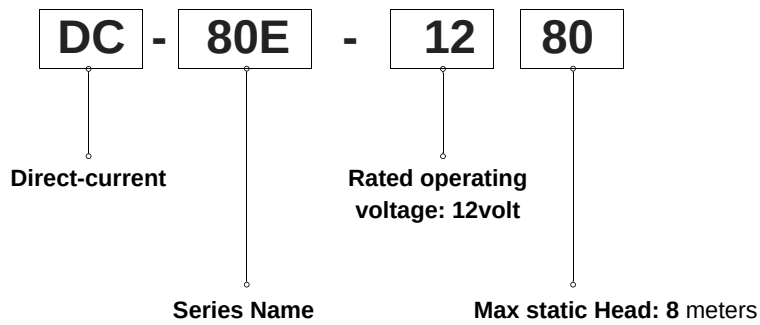 DC - 80E - 12 80
Direct-current
Rated operating
voltage: 12volt
Series Name
Max static Head: 8 meters